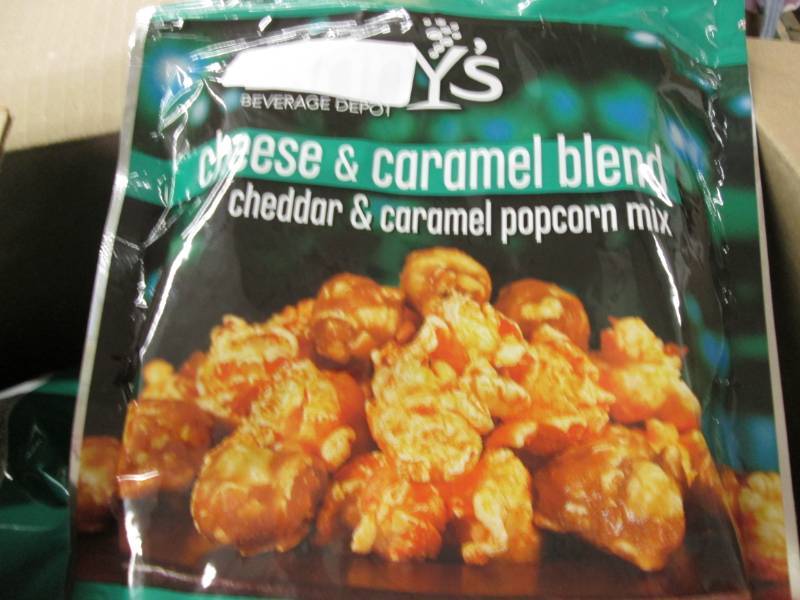 BEVERAGE DEPOT
cheese & caramel blend
cheddar & caramel popcorn mix